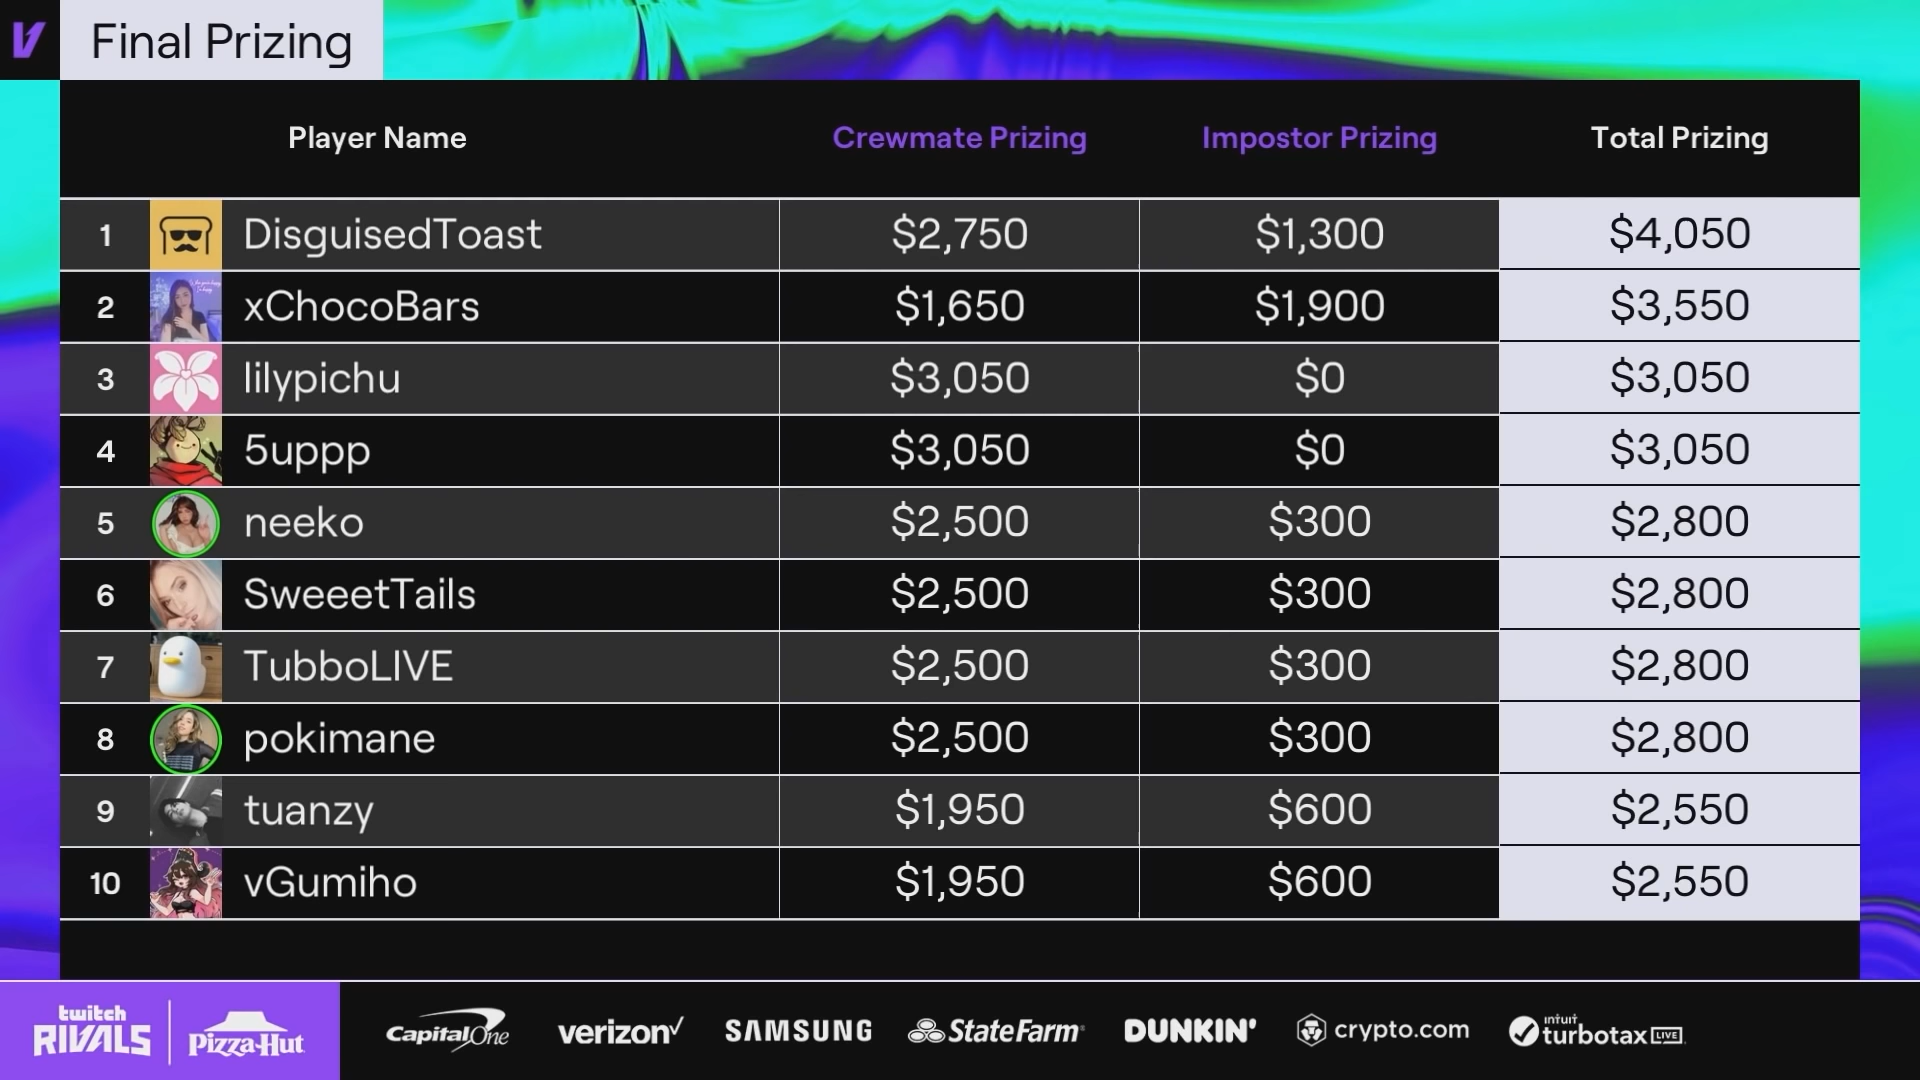 Final Prizing
Player Name Crewmate Prizing Impostor Prizing Total Prizing
1 DisguisedToast $2,750 $1,300 $4,050
2 xChocoBars $1,650 $1,900 $3,550
3 lilypichu $3,050 $0 $3,050
4 5uppp $3,050 $0 $3,050
5 neeko $2,500 $300 $2,800
6 SweeetTails $2,500 $300 $2,800
7 TubboLIVE $2,500 $300 $2,800
8 pokimane $2,500 $300 $2,800
9 tuanzy $1,950 $600 $2,550
10 vGumiho $1,950 $600 $2,550
twitch
RIVALS Pizza Hut Capital One verizon SAMSUNG State Farm DUNKIN' crypto.com intuit turbotax LIVE